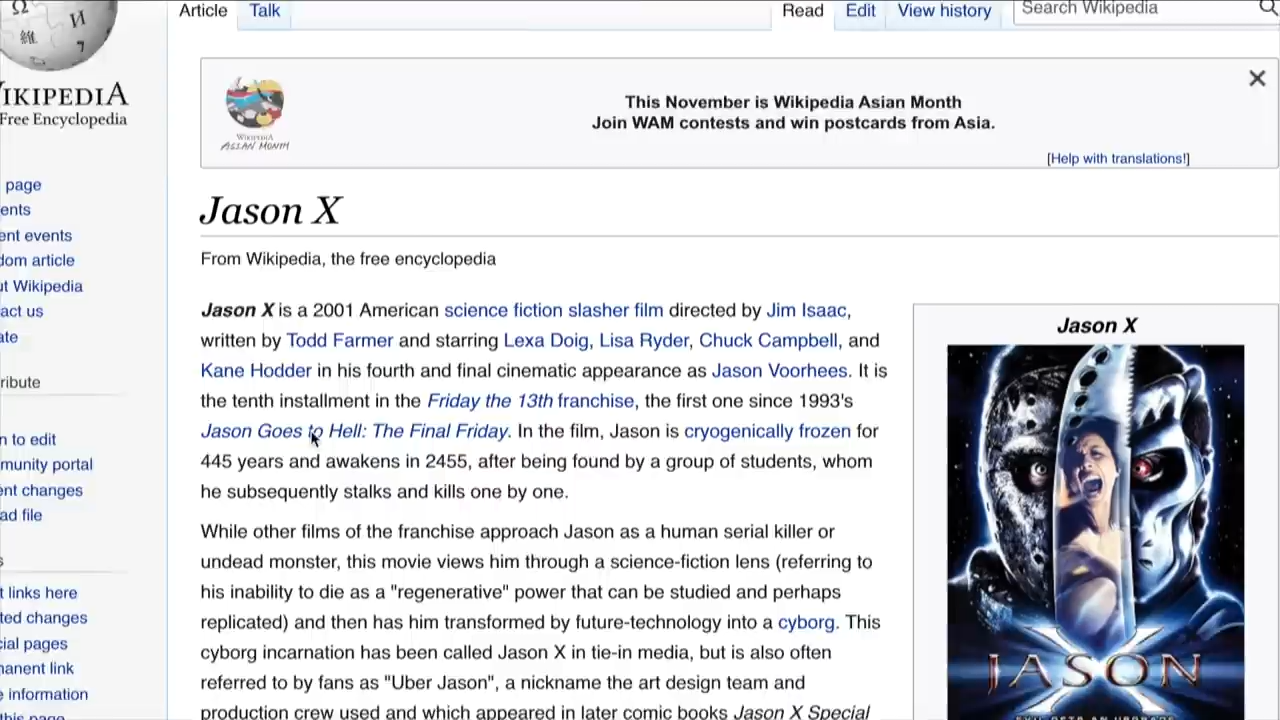 Article Talk Read Edit View history Search Wikipedia
IKIPEDIA
Free Encyclopedia
This November is Wikipedia Asian Month
Join WAM contests and win postcards from Asia.
[Help with translations!]
WIKIPEDIA
ASIAN MONTH
page
ents
ent events
dom article
ut Wikipedia
act us
ate
ribute
n to edit
munity portal
ent changes
ad file
s
t links here
ted changes
cial pages
nanent link
e information
this page
Jason X
From Wikipedia, the free encyclopedia
Jason X is a 2001 American science fiction slasher film directed by Jim Isaac,
written by Todd Farmer and starring Lexa Doig, Lisa Ryder, Chuck Campbell, and
Kane Hodder in his fourth and final cinematic appearance as Jason Voorhees. It is
the tenth installment in the Friday the 13th franchise, the first one since 1993's
Jason Goes to Hell: The Final Friday. In the film, Jason is cryogenically frozen for
445 years and awakens in 2455, after being found by a group of students, whom
he subsequently stalks and kills one by one.
While other films of the franchise approach Jason as a human serial killer or
undead monster, this movie views him through a science-fiction lens (referring to
his inability to die as a "regenerative" power that can be studied and perhaps
replicated) and then has him transformed by future-technology into a cyborg. This
cyborg incarnation has been called Jason X in tie-in media, but is also often
referred to by fans as "Uber Jason", a nickname the art design team and
production crew used and which appeared in later comic books Jason X Special
Jason X
JASON
X